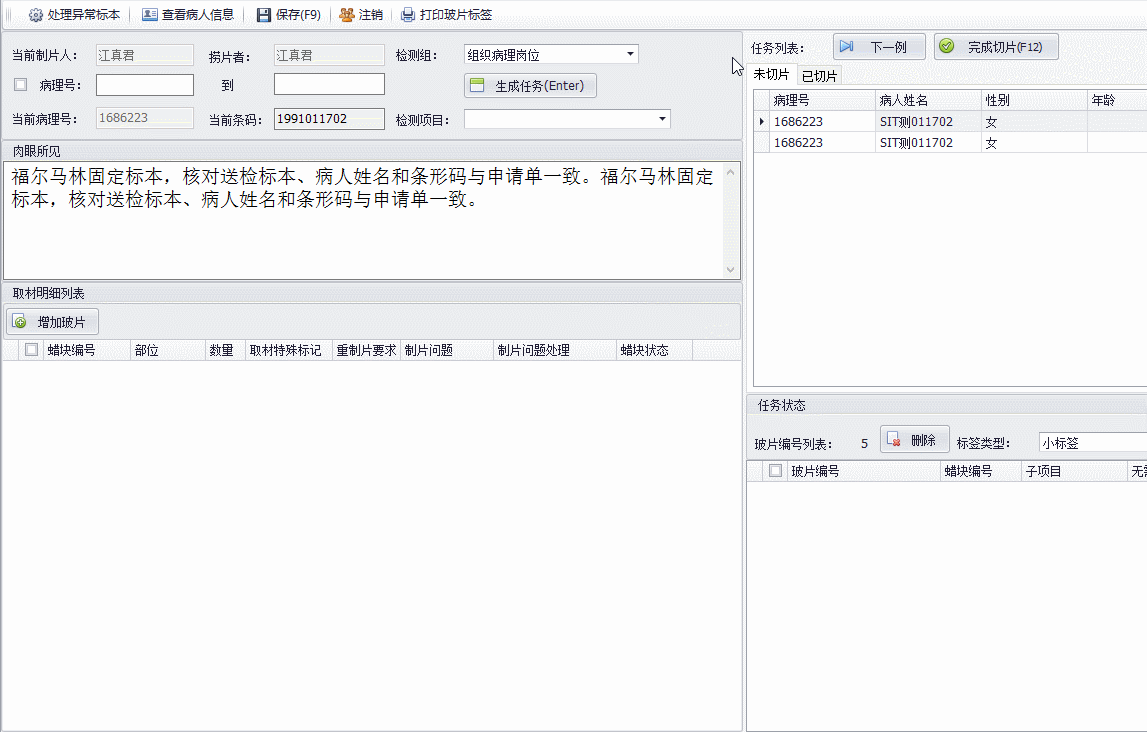 处理异常标本 查看病人信息 保存(F9) 注销 打印玻片标签
当前制片人: 江真君 捞片者: 江真君 检测组: 组织病理岗位
病理号: 到 生成任务(Enter)
当前病理号: 1686223 当前条码: 1991011702 检测项目:
肉眼所见
福尔马林固定标本，核对送检标本、病人姓名和条形码与申请单一致。福尔马林固定
标本，核对送检标本、病人姓名和条形码与申请单一致。
取材明细列表
增加玻片
蜡块编号 部位 数量 取材特殊标记 重制片要求 制片问题 制片问题处理 蜡块状态
任务列表: 下一例 完成切片(F12)
未切片 已切片
病理号 病人姓名 性别 年龄
1686223 SIT测011702 女
1686223 SIT测011702 女
任务状态
玻片编号列表: 5 删除 标签类型: 小标签
玻片编号 蜡块编号 子项目 无